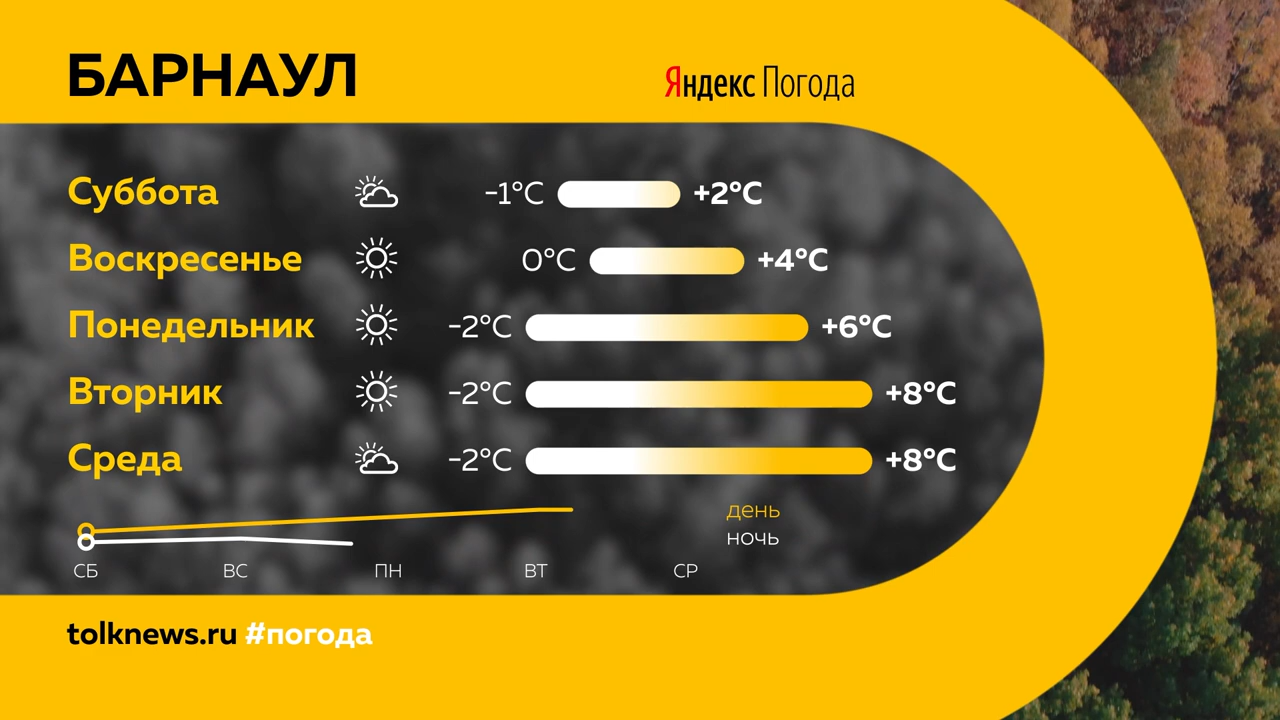 БАРНАУЛ
Яндекс Погода
Суббота -1°C +2°C
Воскресенье 0°C +4°C
Понедельник -2°C +6°C
Вторник -2°C +8°C
Среда -2°C +8°C
день
ночь
СБ ВС ПН ВТ СР
tolknews.ru #погода